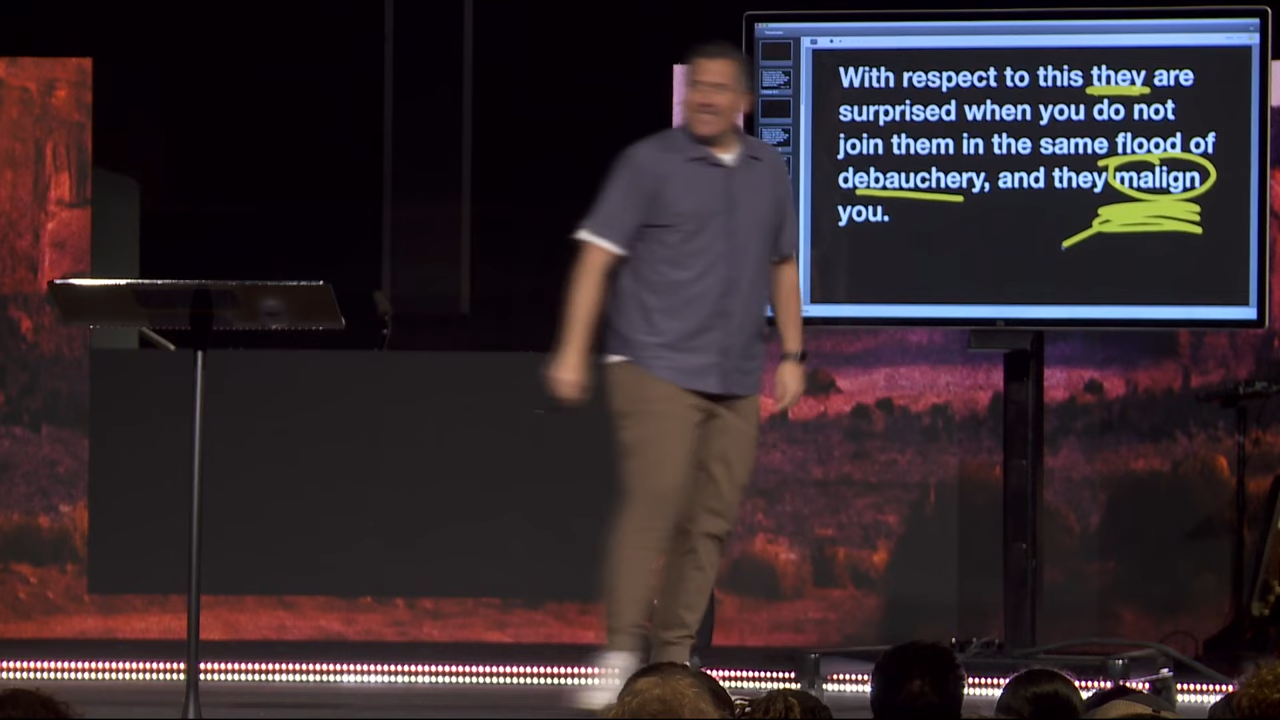 With respect to this they are
surprised when you do not
join them in the same flood of
debauchery, and they malign
you.